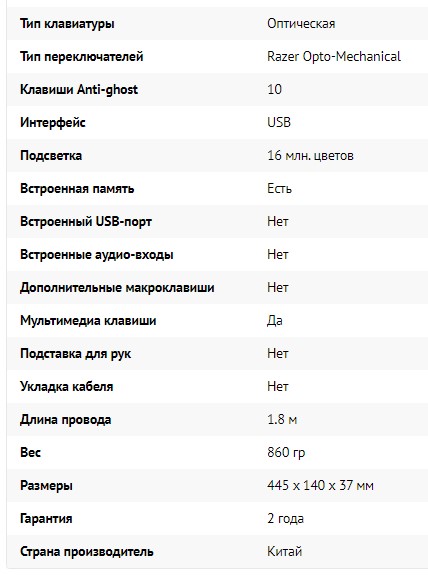 Тип клавиатуры Оптическая
Тип переключателей Razer Opto-Mechanical
Клавиши Anti-ghost 10
Интерфейс USB
Подсветка 16 млн. цветов
Встроенная память Есть
Встроенный USB-порт Нет
Встроенные аудио-входы Нет
Дополнительные макроклавиши Нет
Мультимедиа клавиши Да
Подставка для рук Нет
Укладка кабеля Нет
Длина провода 1.8 м
Вес 860 гр
Размеры 445 x 140 x 37 мм
Гарантия 2 года
Страна производитель Китай